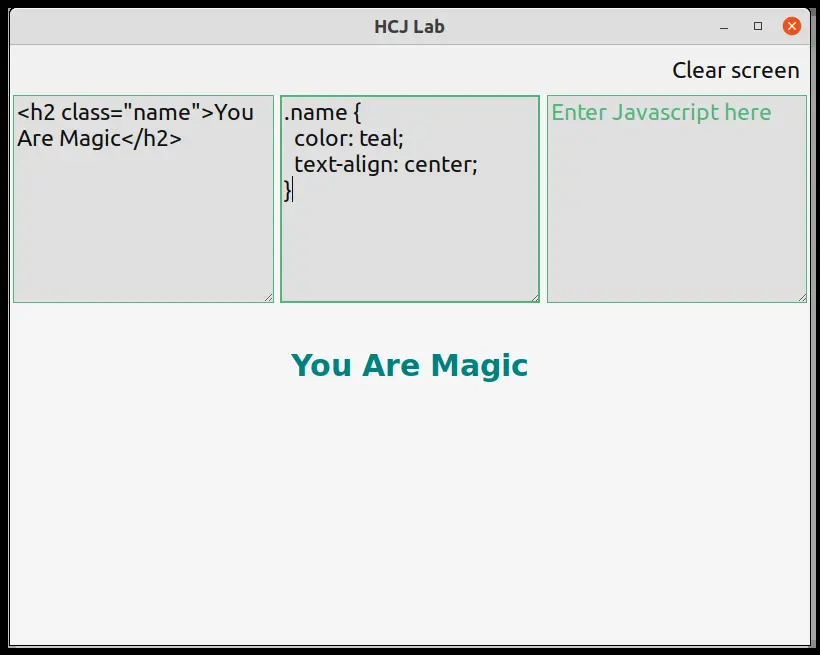 HCJ Lab
Clear screen
<h2 class="name">You
Are Magic</h2>
.name {
  color: teal;
  text-align: center;
}
Enter Javascript here
You Are Magic